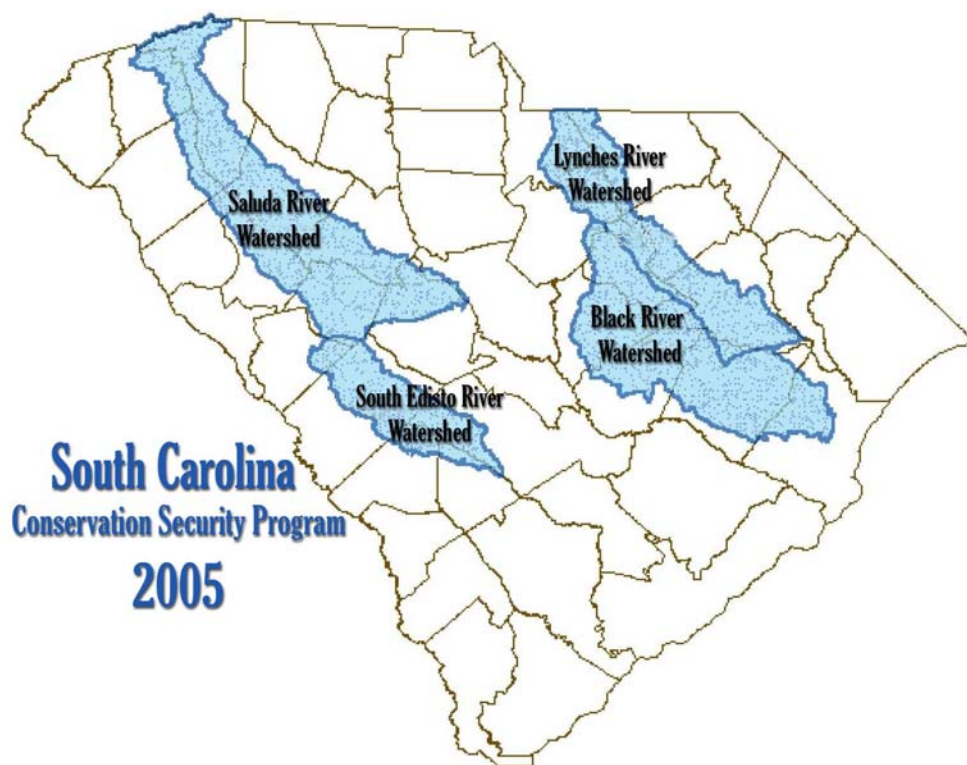 Lynches River
Watershed
Saluda River
Watershed
Black River
Watershed
South Edisto River
Watershed
South Carolina
Conservation Security Program
2005